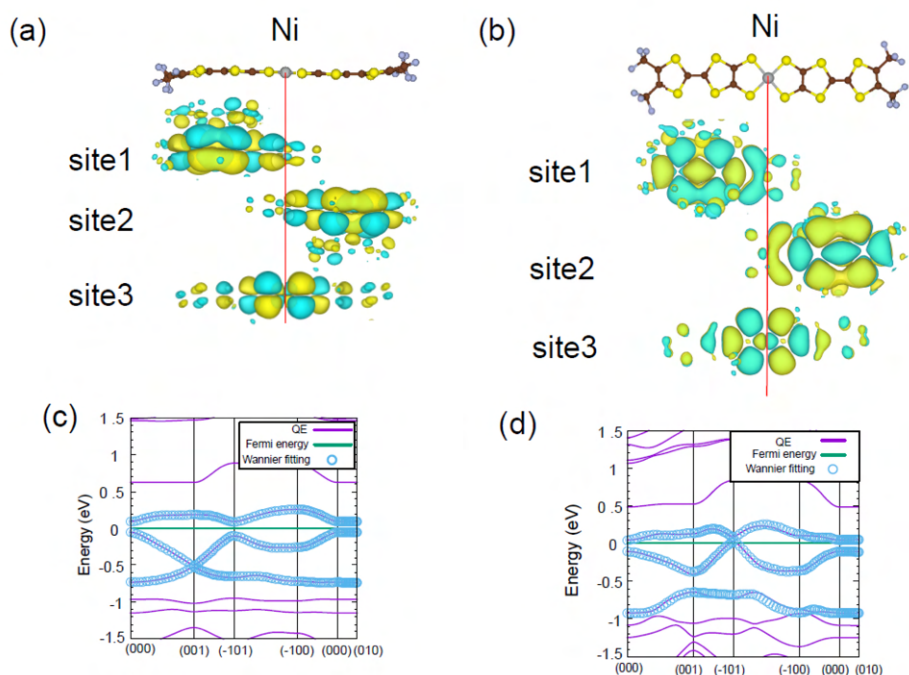 (a)
Ni
site1
site2
site3
(b)
Ni
site1
site2
site3
(c)
QE
Fermi energy
Wannier fitting
Energy (eV)
1.5
1
0.5
0
-0.5
-1
-1.5
(000) (001) (-101) (-100) (000) (010)
(d)
QE
Fermi energy
Wannier fitting
Energy (eV)
1.5
1
0.5
0
-0.5
-1
-1.5
(000) (001) (-101) (-100) (000) (010)